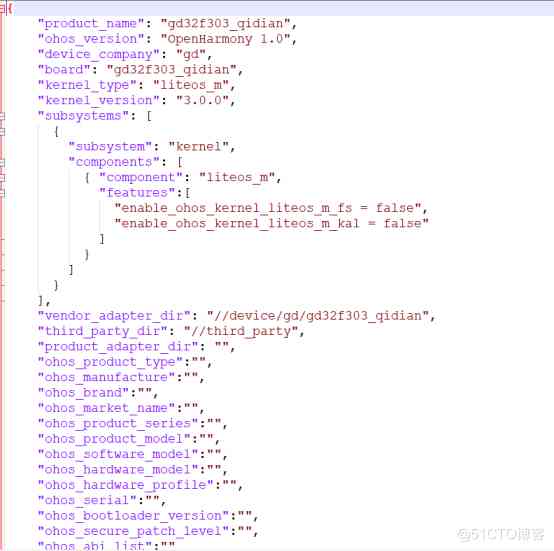 {
"product_name": "gd32f303_qidian",
"ohos_version": "OpenHarmony 1.0",
"device_company": "gd",
"board": "gd32f303_qidian",
"kernel_type": "liteos_m",
"kernel_version": "3.0.0",
"subsystems": [
{
"subsystem": "kernel",
"components": [
{ "component": "liteos_m",
"features":[
"enable_ohos_kernel_liteos_m_fs = false",
"enable_ohos_kernel_liteos_m_kal = false"
]
}
]
}
],
"vendor_adapter_dir": "//device/gd/gd32f303_qidian",
"third_party_dir": "//third_party",
"product_adapter_dir": "",
"ohos_product_type":"",
"ohos_manufacture":"",
"ohos_brand":"",
"ohos_market_name":"",
"ohos_product_series":"",
"ohos_product_model":"",
"ohos_software_model":"",
"ohos_hardware_model":"",
"ohos_hardware_profile":"",
"ohos_serial":"",
"ohos_bootloader_version":"",
"ohos_secure_patch_level":"",
"ohos_abi_list":""
@51CTO博客